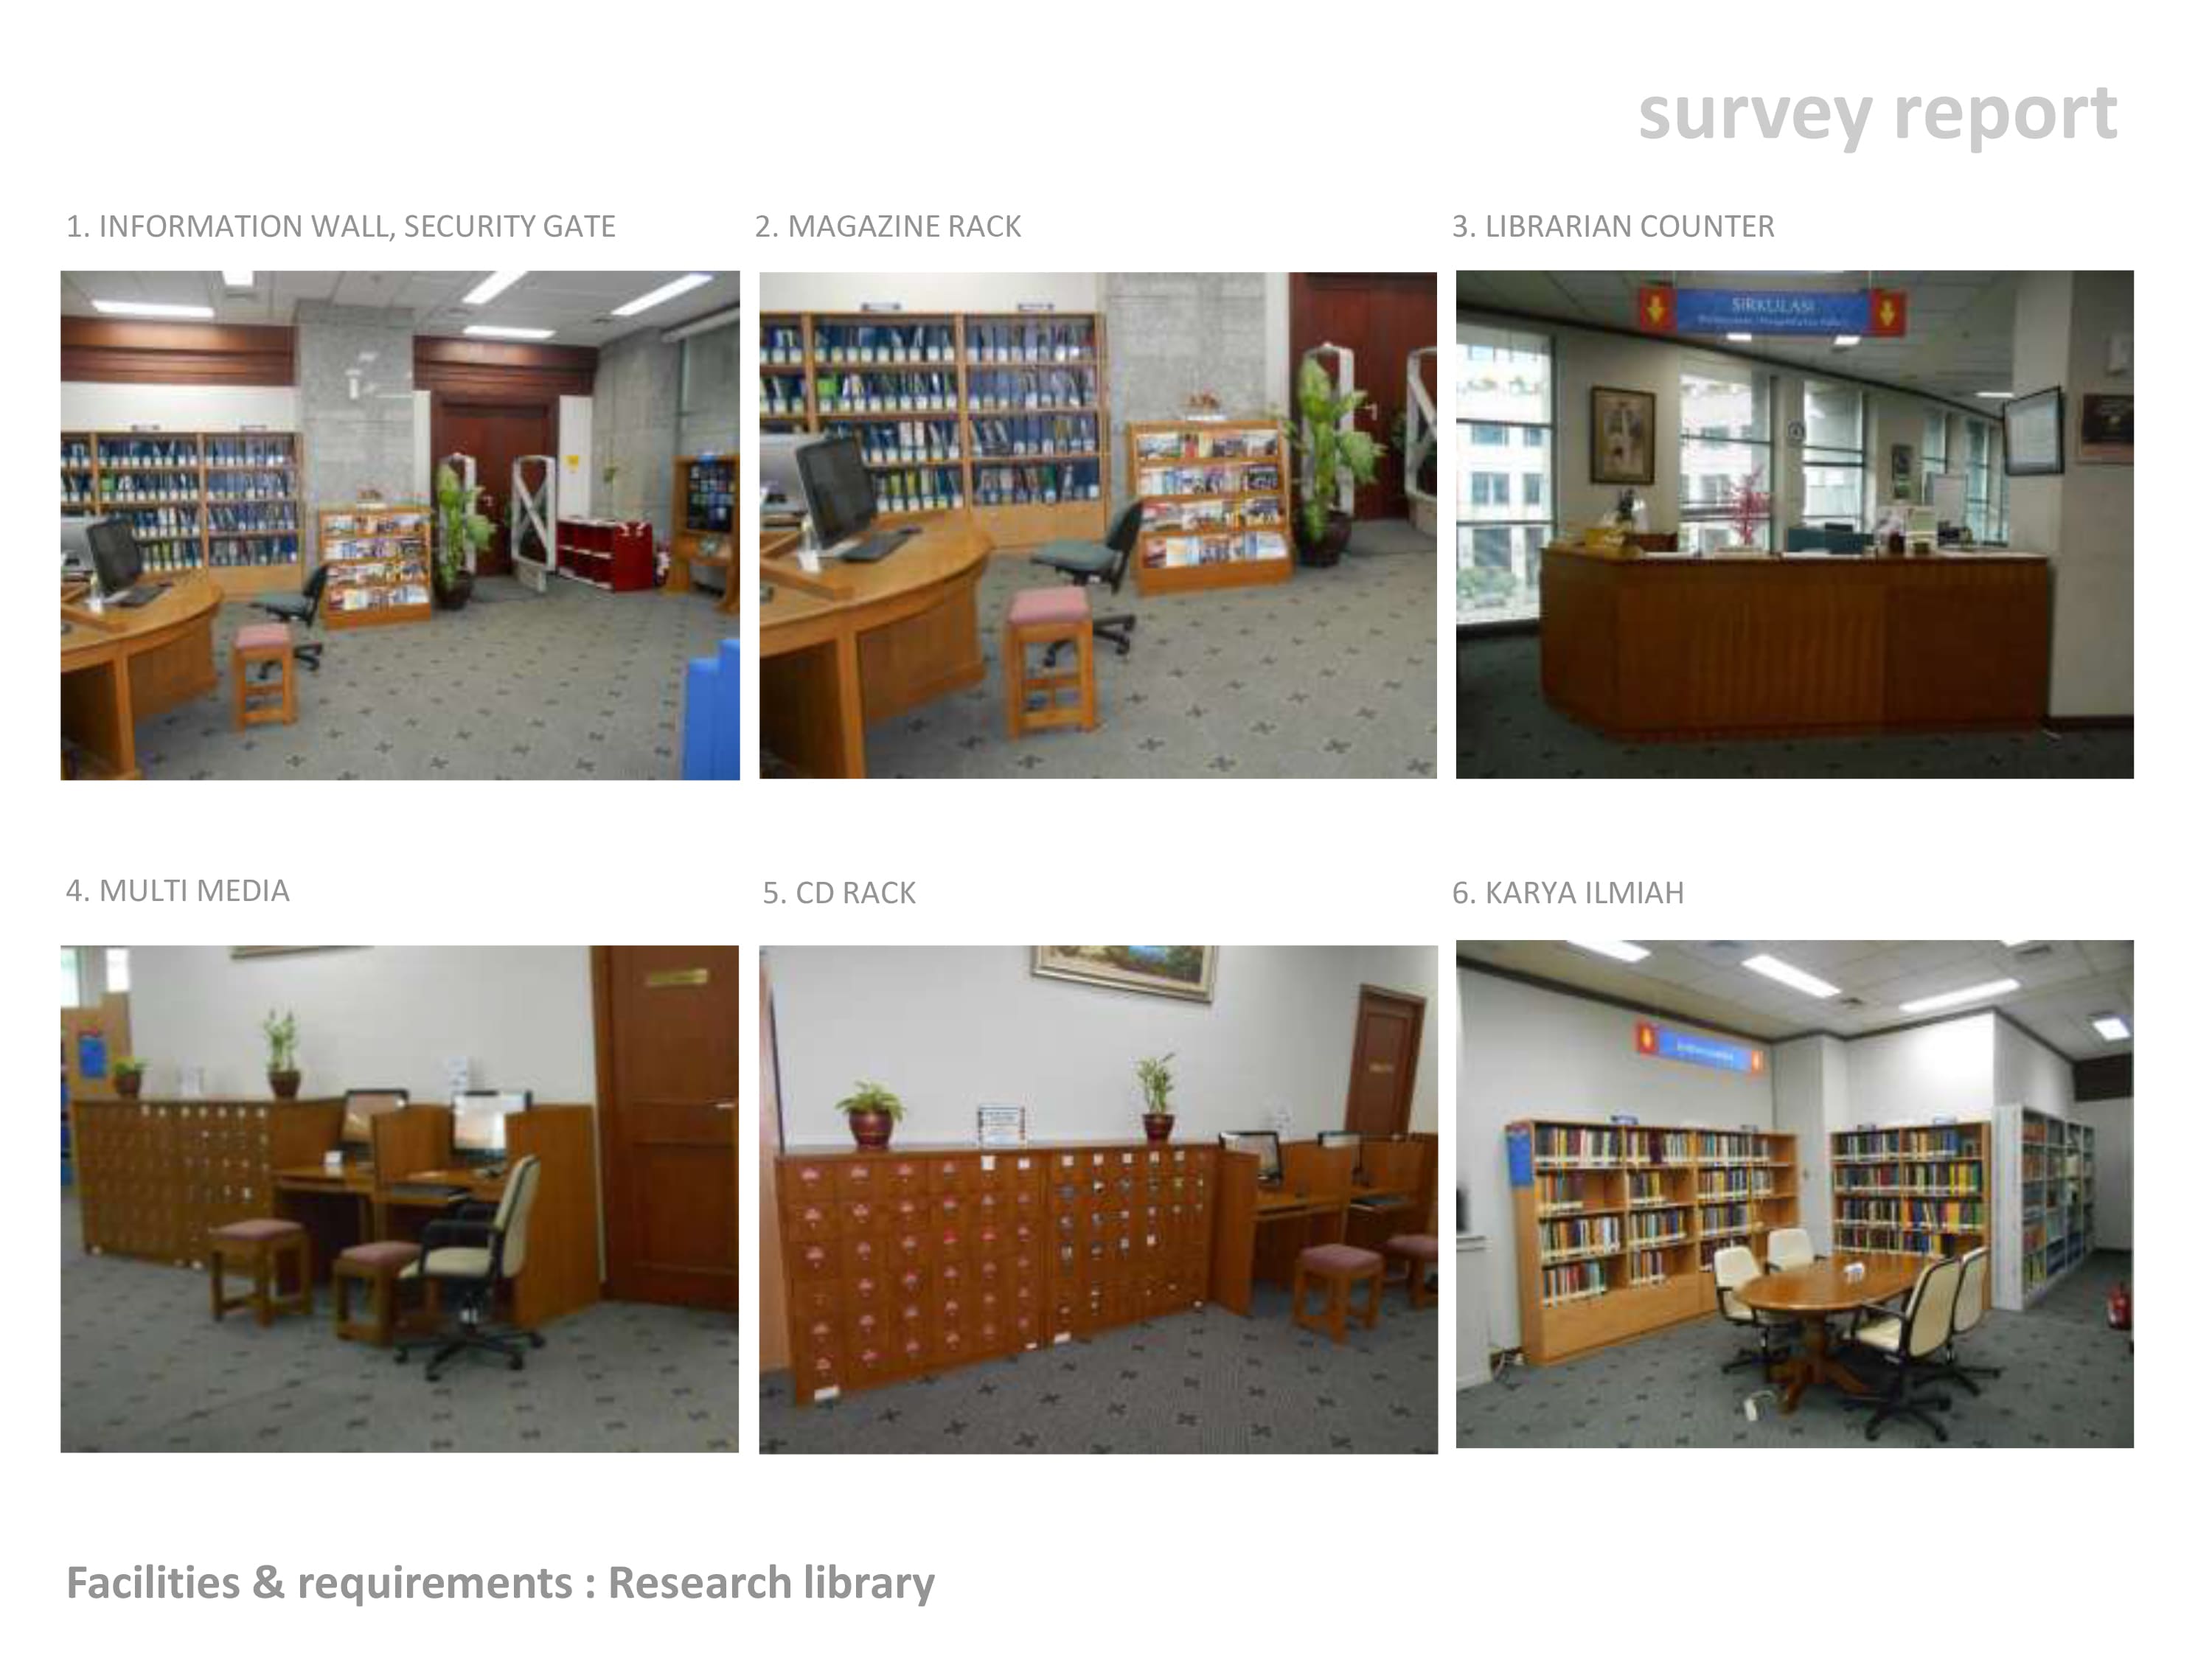 survey report
1. INFORMATION WALL, SECURITY GATE
2. MAGAZINE RACK
3. LIBRARIAN COUNTER
SIRKULASI
4. MULTI MEDIA
5. CD RACK
6. KARYA ILMIAH
Facilities & requirements : Research library